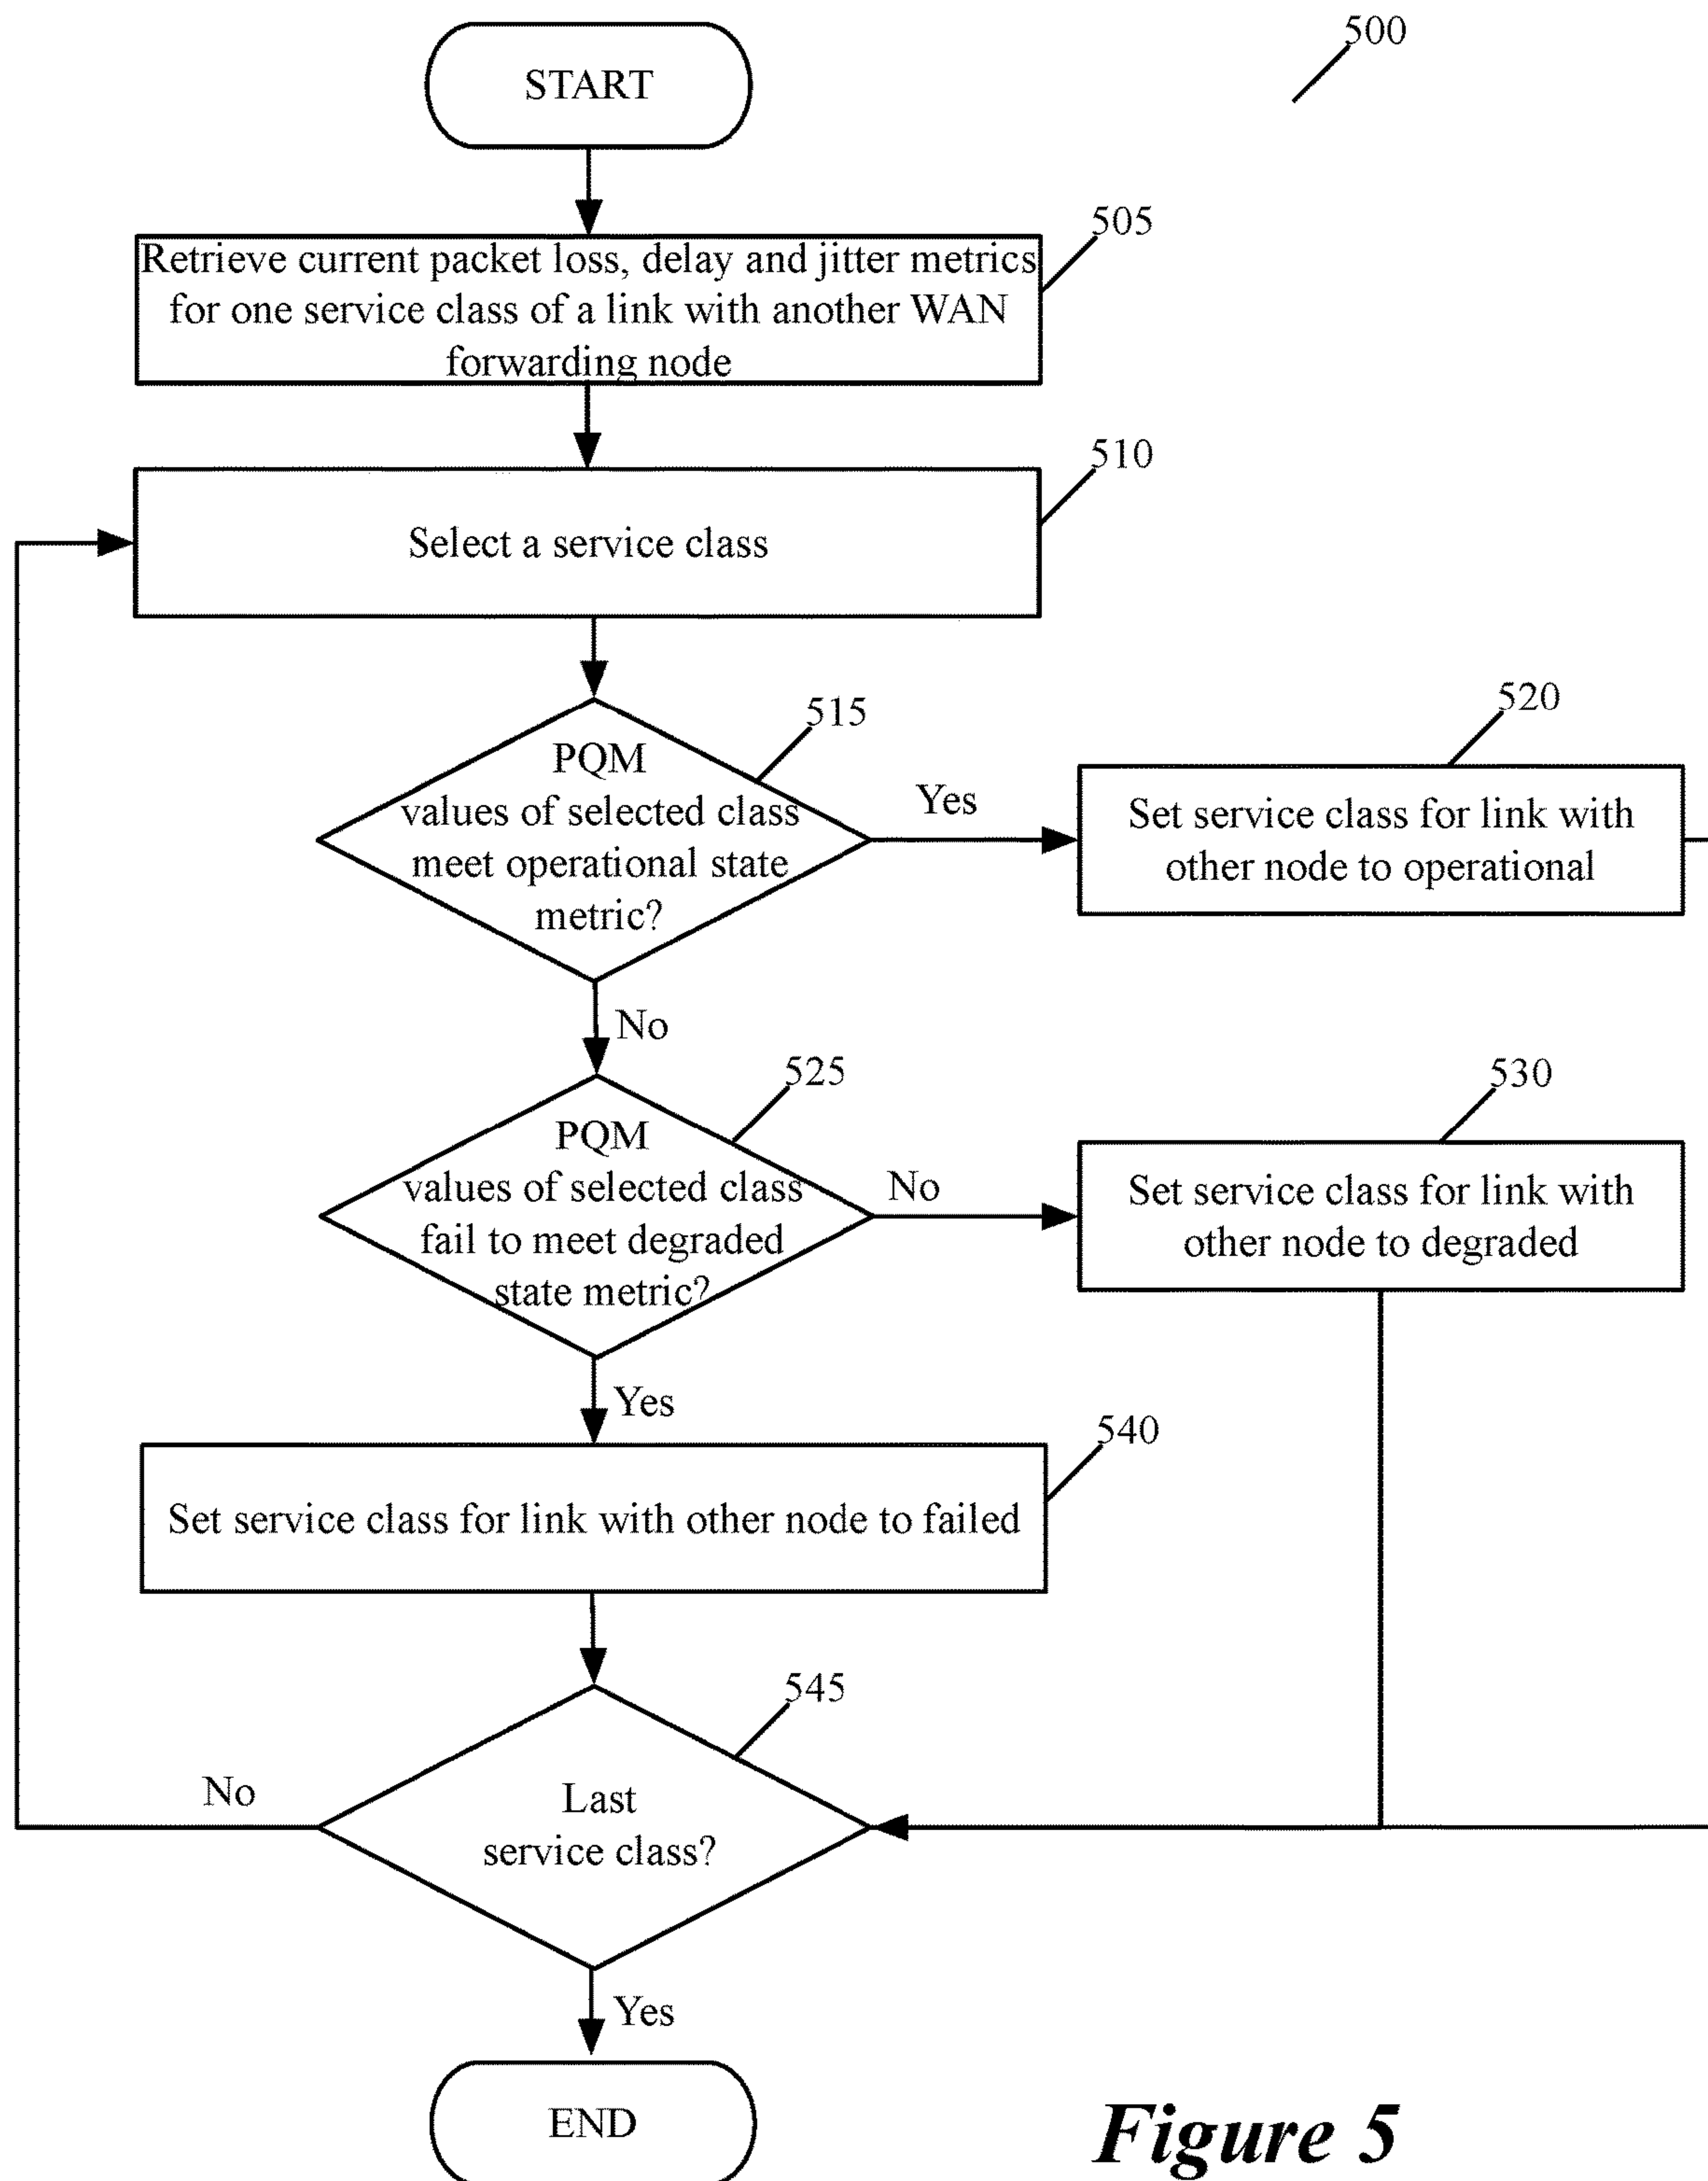 500
START
505
Retrieve current packet loss, delay and jitter metrics
for one service class of a link with another WAN
forwarding node
510
Select a service class
515
PQM
values of selected class
meet operational state
metric?
Yes
520
Set service class for link with
other node to operational
No
525
PQM
values of selected class
fail to meet degraded
state metric?
No
530
Set service class for link with
other node to degraded
Yes
540
Set service class for link with other node to failed
545
Last
service class?
No
Yes
END
Figure 5